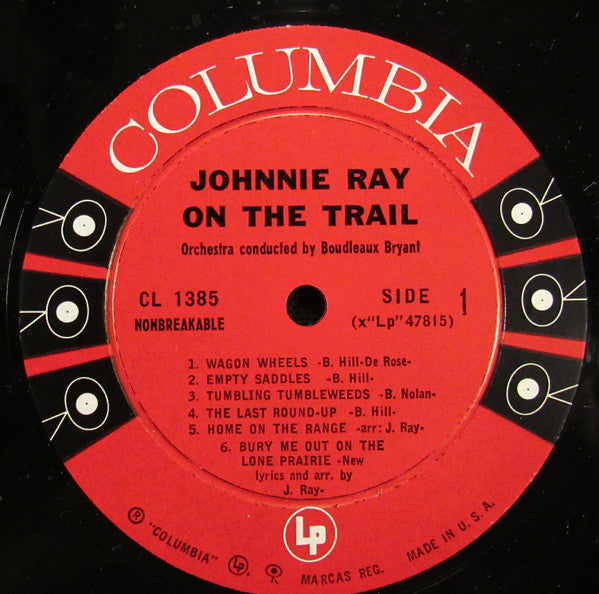 COLUMBIA
JOHNNIE RAY
ON THE TRAIL
Orchestra conducted by Boudleaux Bryant
CL 1385
NONBREAKABLE
SIDE 1
(x“Lp”47815)
1. WAGON WHEELS -B. Hill-De Rose-
2. EMPTY SADDLES -B. Hill-
3. TUMBLING TUMBLEWEEDS -B. Nolan-
4. THE LAST ROUND-UP -B. Hill-
5. HOME ON THE RANGE -arr: J. Ray-
6. BURY ME OUT ON THE
LONE PRAIRIE -New
lyrics and arr. by
J. Ray-
Lp
Ⓡ “COLUMBIA” Lp ® MARCAS REG. MADE IN U. S. A.